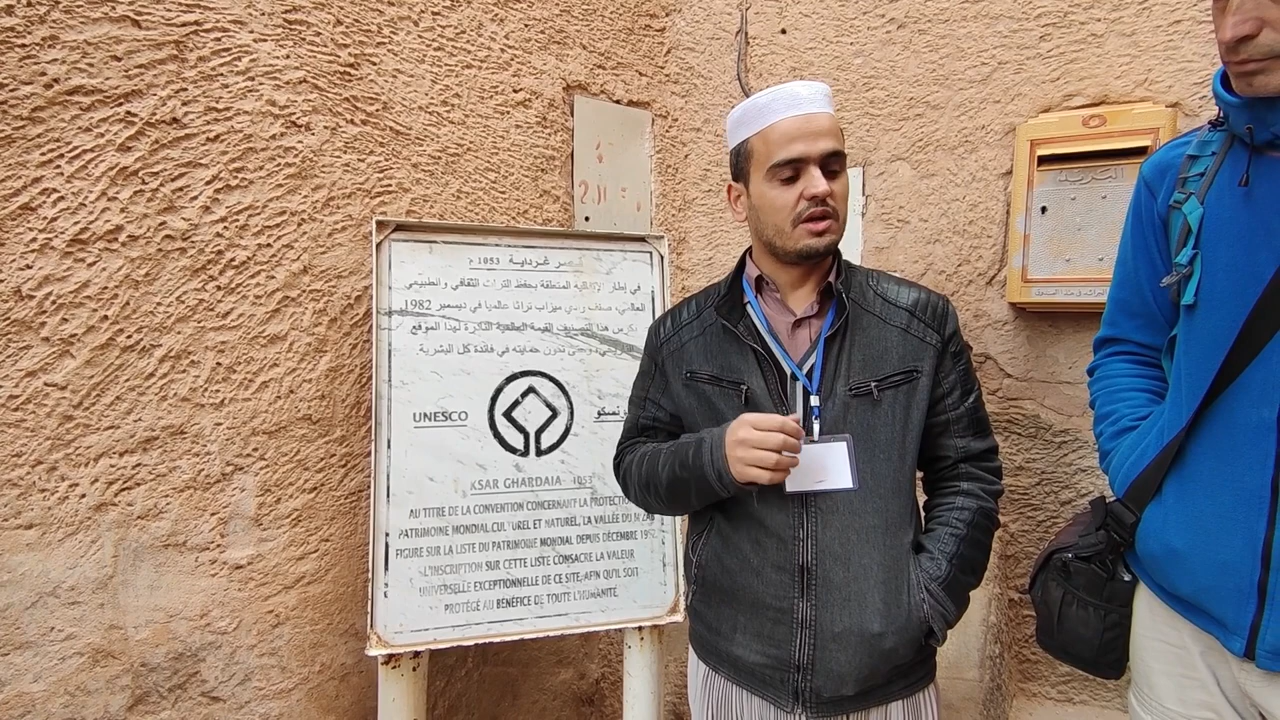 قصر غرداية 1053 م
في إطار الإتفاقية المتعلقة بحفظ التراث الثقافي والطبيعي
العالمي، صنف وادي ميزاب تراثا عالميا في ديسمبر 1982
يكرس هذا التصنيف القيمة العالمية النادرة لهذا الموقع
حمايته في فائدة كل البشرية.
UNESCO
يونسكو
KSAR GHARDAIA 1053
AU TITRE DE LA CONVENTION CONCERNANT LA PROTECTION
PATRIMOINE MONDIAL CULTUREL ET NATUREL, LA VALLÉE DU M'ZAB
FIGURE SUR LA LISTE DU PATRIMOINE MONDIAL DEPUIS DÉCEMBRE
L'INSCRIPTION SUR CETTE LISTE CONSACRE LA VALEUR
UNIVERSELLE EXCEPTIONNELLE DE CE SITE, AFIN QU'IL SOIT
PROTÉGÉ AU BÉNÉFICE DE TOUTE L'HUMANITÉ
البريد